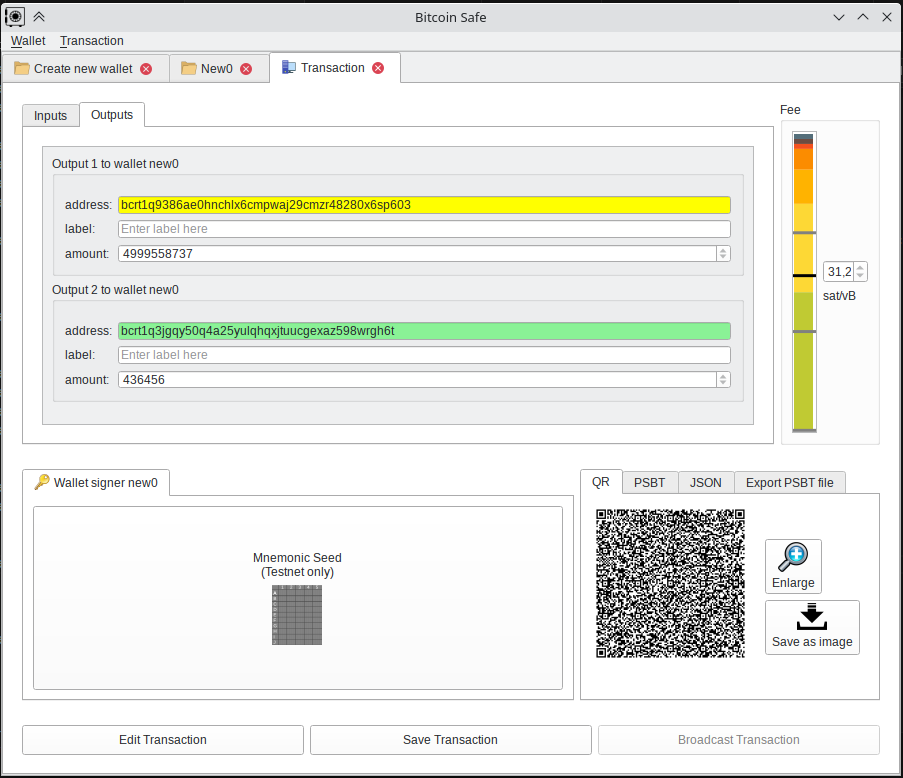 Bitcoin Safe
Wallet Transaction
Create new wallet New0 Transaction
Inputs Outputs
Fee
Output 1 to wallet new0
address: bcrt1q9386ae0hnchlx6cmpwaj29cmzr48280x6sp603
label: Enter label here
amount: 4999558737
31,2
sat/vB
Output 2 to wallet new0
address: bcrt1q3jgqy50q4a25yulqhqxjtuucgexaz598wrgh6t
label: Enter label here
amount: 436456
Wallet signer new0
QR PSBT JSON Export PSBT file
Mnemonic Seed
(Testnet only)
Enlarge
Save as image
Edit Transaction Save Transaction Broadcast Transaction